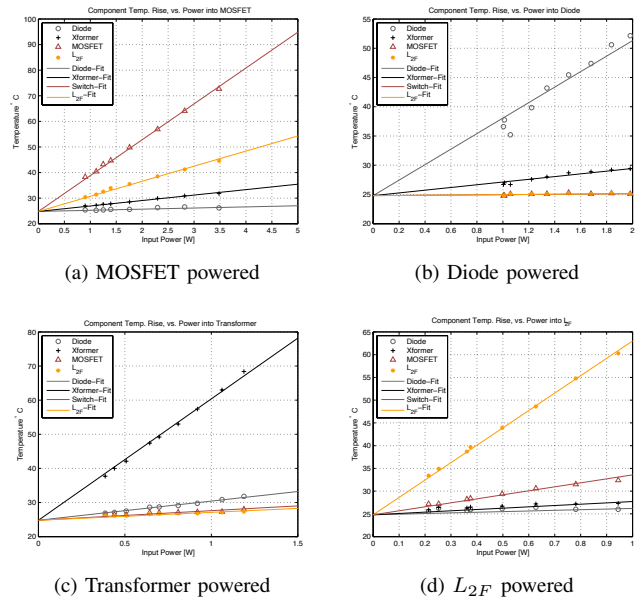 Component Temp. Rise, vs. Power into MOSFET
100
90
80
70
60
50
40
30
20
Temperature° C
Diode
Xformer
MOSFET
L2F
Diode-Fit
Xformer-Fit
Switch-Fit
L2F-Fit
0 0.5 1 1.5 2 2.5 3 3.5 4 4.5 5
Input Power [W]
(a) MOSFET powered
Component Temp. Rise, vs. Power into Diode
55
50
45
40
35
30
25
20
Temperature° C
Diode
Xformer
MOSFET
L2F
Diode-Fit
Xformer-Fit
Switch-Fit
L2F-Fit
0 0.2 0.4 0.6 0.8 1 1.2 1.4 1.6 1.8 2
Input Power [W]
(b) Diode powered
Component Temp. Rise, vs. Power into Transformer
80
70
60
50
40
30
20
Temperature° C
Diode
Xformer
MOSFET
L2F
Diode-Fit
Xformer-Fit
Switch-Fit
L2F-Fit
0 0.5 1 1.5
Input Power [W]
(c) Transformer powered
Component Temp. Rise, vs. Power into L2F
65
60
55
50
45
40
35
30
25
20
Temperature° C
Diode
Xformer
MOSFET
L2F
Diode-Fit
Xformer-Fit
Switch-Fit
L2F-Fit
0 0.1 0.2 0.3 0.4 0.5 0.6 0.7 0.8 0.9 1
Input Power [W]
(d) L2F powered